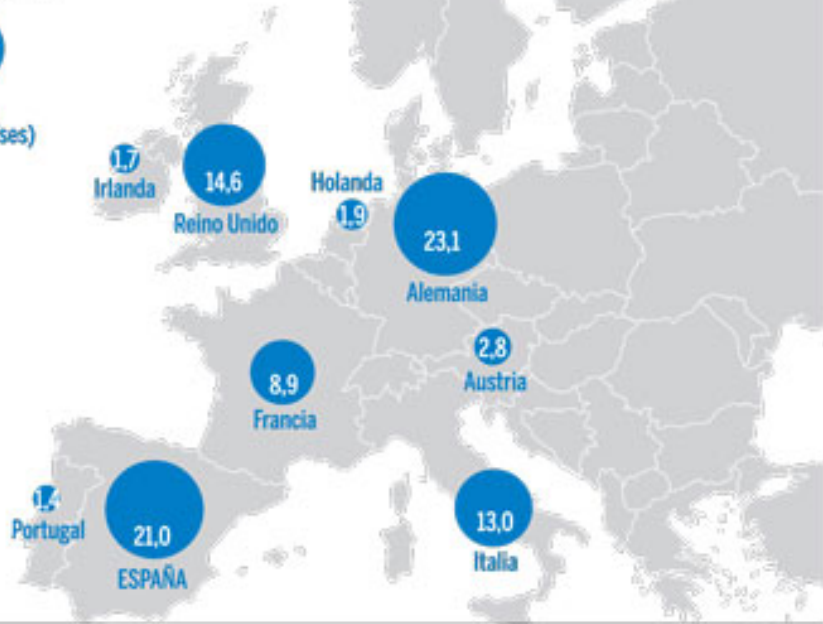 ses)
1,7
Irlanda
14,6
Reino Unido
Holanda
1,9
23,1
Alemania
2,8
Austria
8,9
Francia
1,4
Portugal
21,0
ESPAÑA
13,0
Italia